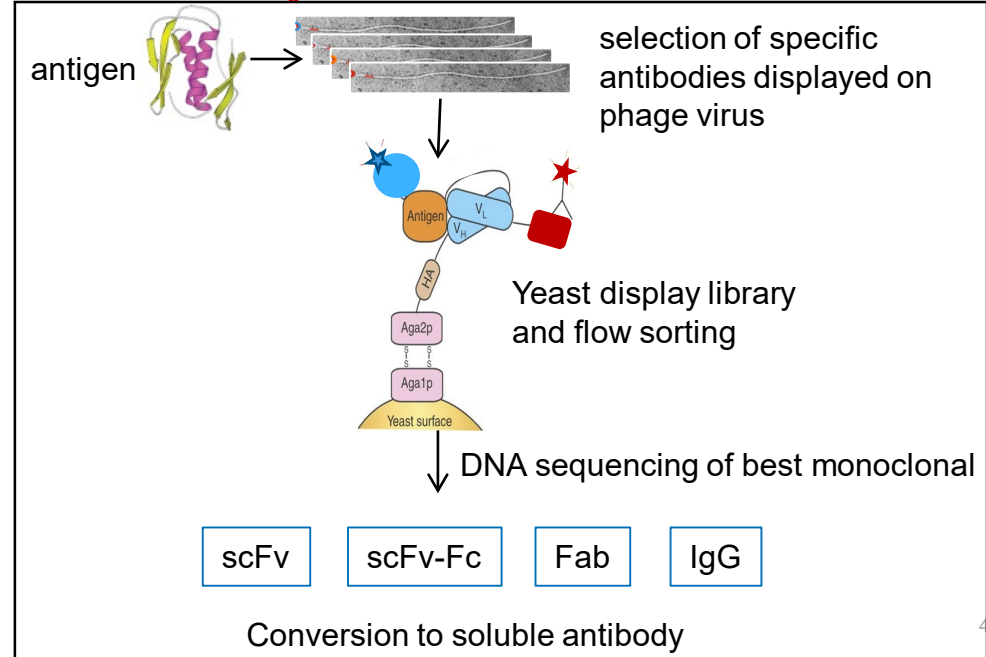 antigen
selection of specific
antibodies displayed on
phage virus
Antigen
VL
VH
HA
Yeast display library
and flow sorting
Aga2p
S S
S S
Aga1p
Yeast surface
DNA sequencing of best monoclonal
scFv
scFv-Fc
Fab
IgG
Conversion to soluble antibody
4